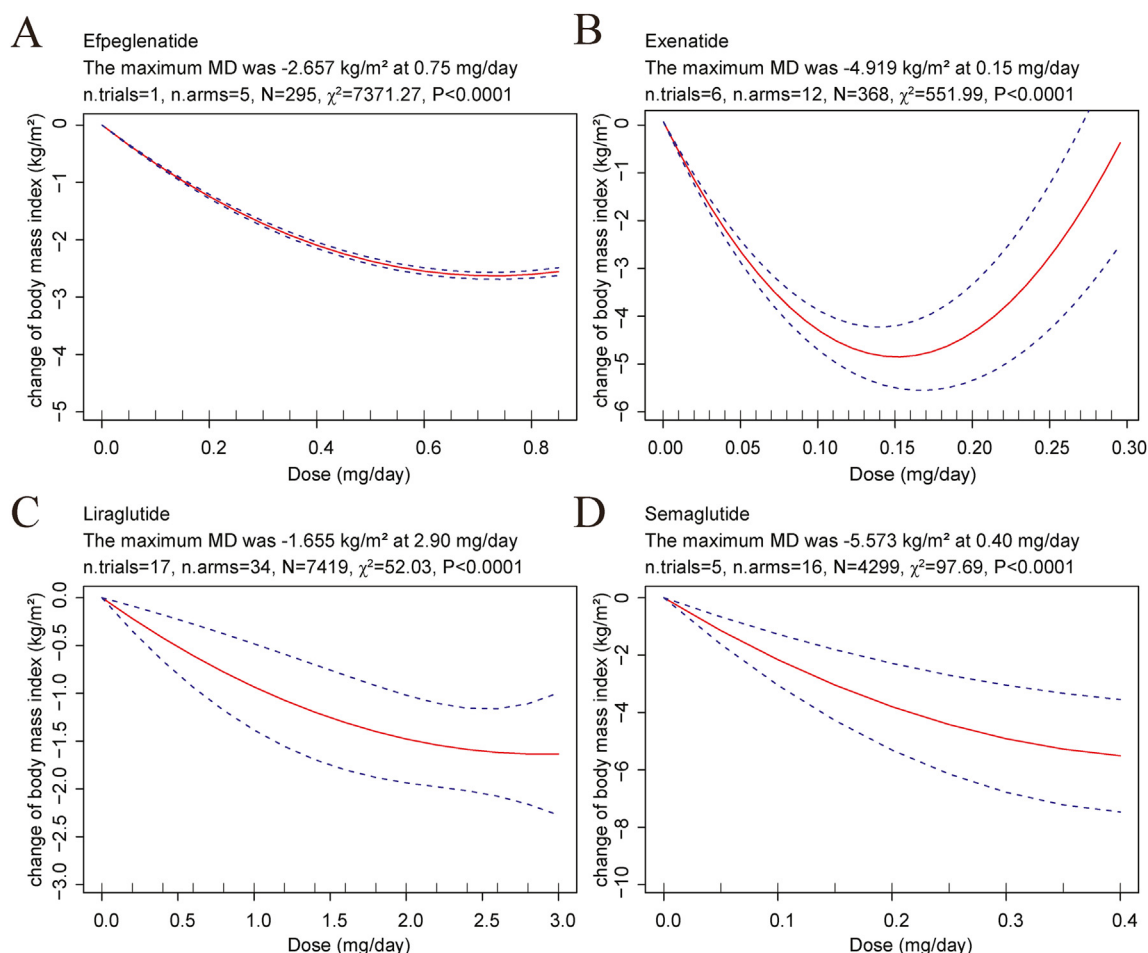 A
Efpeglenatide
The maximum MD was -2.657 kg/m² at 0.75 mg/day
n.trials=1, n.arms=5, N=295, χ²=7371.27, P<0.0001
change of body mass index (kg/m²)
0
-1
-2
-3
-4
-5
0.0 0.2 0.4 0.6 0.8
Dose (mg/day)
B
Exenatide
The maximum MD was -4.919 kg/m² at 0.15 mg/day
n.trials=6, n.arms=12, N=368, χ²=551.99, P<0.0001
change of body mass index (kg/m²)
0
-1
-2
-3
-4
-5
-6
0.00 0.05 0.10 0.15 0.20 0.25 0.30
Dose (mg/day)
C
Liraglutide
The maximum MD was -1.655 kg/m² at 2.90 mg/day
n.trials=17, n.arms=34, N=7419, χ²=52.03, P<0.0001
change of body mass index (kg/m²)
0.0
-0.5
-1.0
-1.5
-2.0
-2.5
-3.0
0.0 0.5 1.0 1.5 2.0 2.5 3.0
Dose (mg/day)
D
Semaglutide
The maximum MD was -5.573 kg/m² at 0.40 mg/day
n.trials=5, n.arms=16, N=4299, χ²=97.69, P<0.0001
change of body mass index (kg/m²)
0
-2
-4
-6
-8
-10
0.0 0.1 0.2 0.3 0.4
Dose (mg/day)